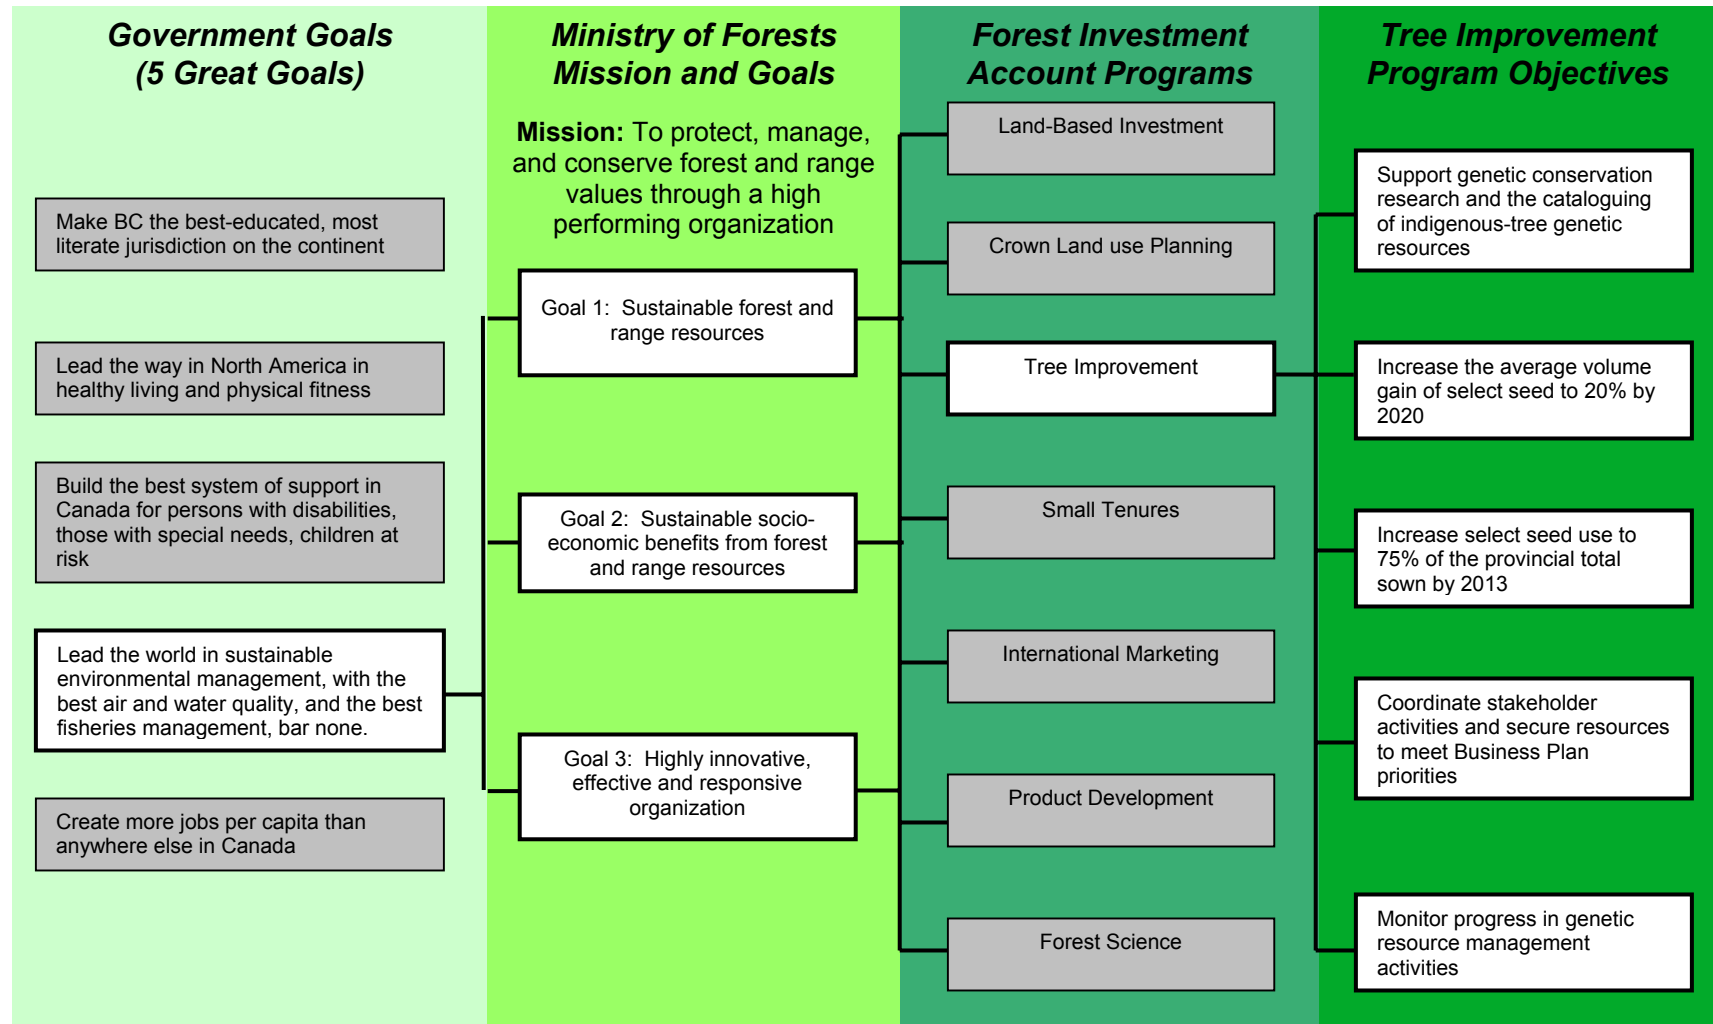 Government Goals
(5 Great Goals)
Make BC the best-educated, most
literate jurisdiction on the continent
Lead the way in North America in
healthy living and physical fitness
Build the best system of support in
Canada for persons with disabilities,
those with special needs, children at
risk
Lead the world in sustainable
environmental management, with the
best air and water quality, and the best
fisheries management, bar none.
Create more jobs per capita than
anywhere else in Canada
Ministry of Forests
Mission and Goals
Mission: To protect, manage,
and conserve forest and range
values through a high
performing organization
Goal 1:  Sustainable forest and
range resources
Goal 2:  Sustainable socio-
economic benefits from forest
and range resources
Goal 3:  Highly innovative,
effective and responsive
organization
Forest Investment
Account Programs
Land-Based Investment
Crown Land use Planning
Tree Improvement
Small Tenures
International Marketing
Product Development
Forest Science
Tree Improvement
Program Objectives
Support genetic conservation
research and the cataloguing
of indigenous-tree genetic
resources
Increase the average volume
gain of select seed to 20% by
2020
Increase select seed use to
75% of the provincial total
sown by 2013
Coordinate stakeholder
activities and secure resources
to meet Business Plan
priorities
Monitor progress in genetic
resource management
activities